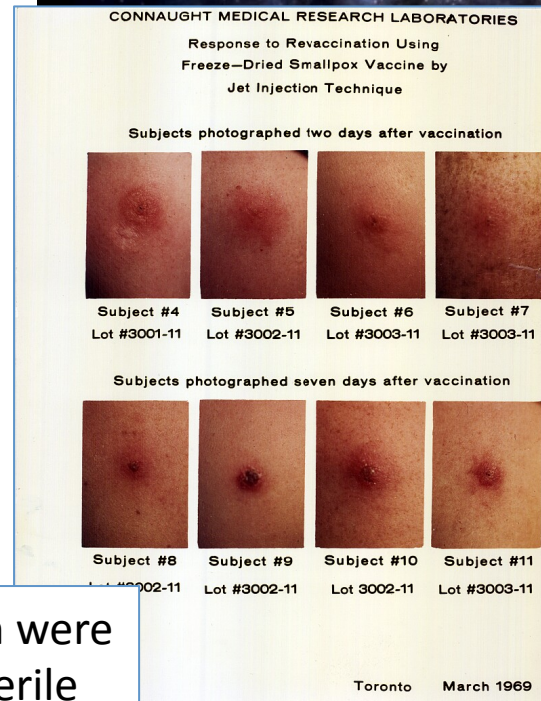 CONNAUGHT MEDICAL RESEARCH LABORATORIES
Response to Revaccination Using
Freeze-Dried Smallpox Vaccine by
Jet Injection Technique
Subjects photographed two days after vaccination
Subject #4 Subject #5 Subject #6 Subject #7
Lot #3001-11 Lot #3002-11 Lot #3003-11 Lot #3003-11
Subjects photographed seven days after vaccination
Subject #8 Subject #9 Subject #10 Subject #11
Lot #3002-11 Lot #3002-11 Lot 3002-11 Lot #3003-11
were
Toronto March 1969